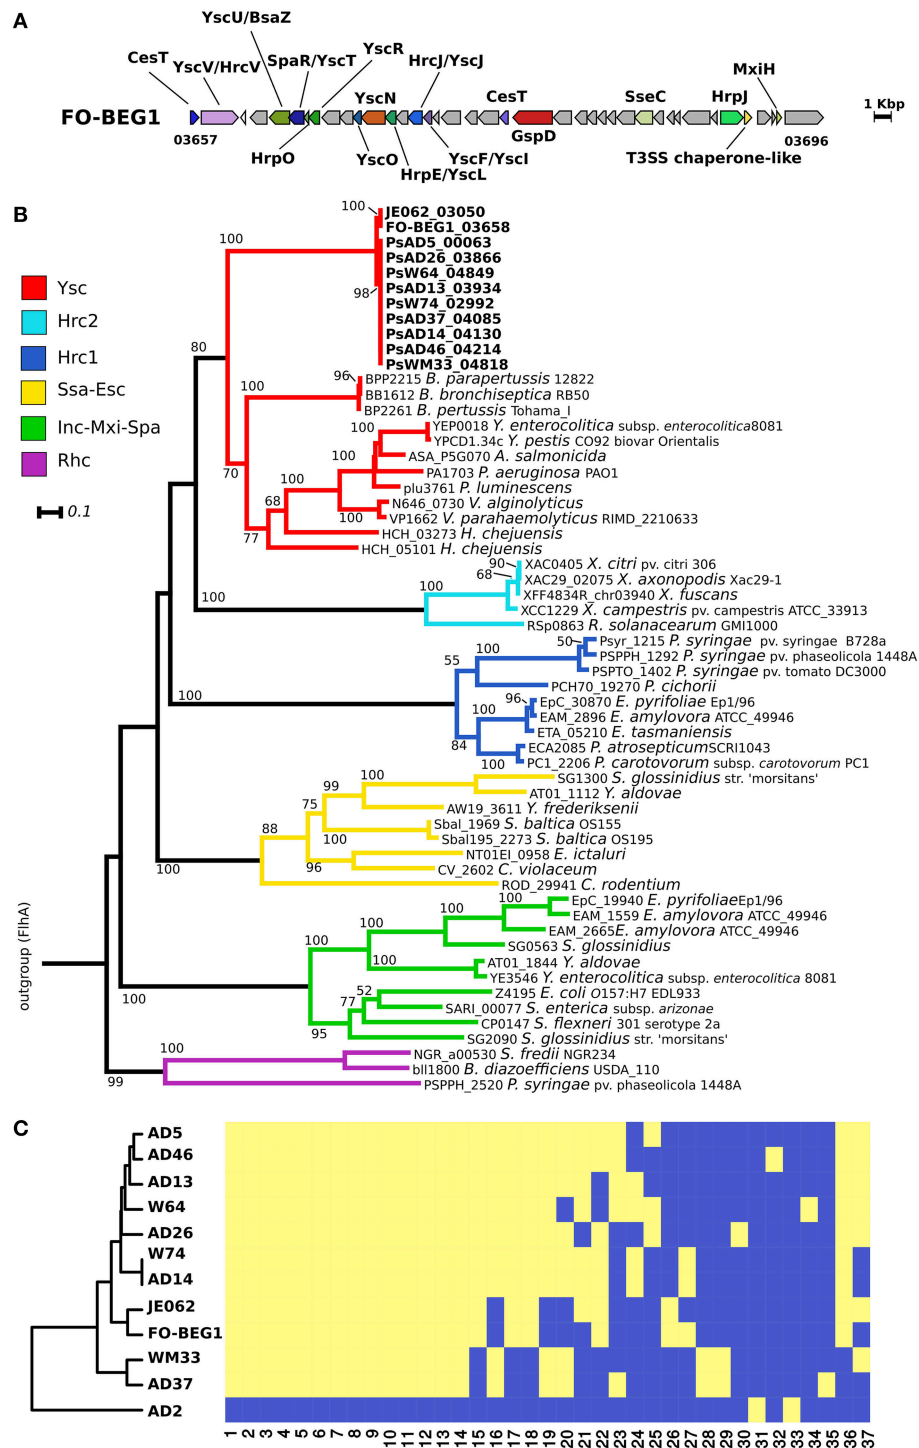 A
YscU/BsaZ
CesT
YscV/HrcV
SpaR/YscT
YscR
HrcJ/YscJ
MxiH
YscN
CesT
SseC
HrpJ
FO-BEG1
1 Kbp
03657
GspD
03696
HrpO
YscO
YscF/YscI
T3SS chaperone-like
HrpE/YscL
B
Ysc
Hrc2
Hrc1
Ssa-Esc
Inc-Mxi-Spa
Rhc
0.1
outgroup (FlhA)
100
JE062_03050
FO-BEG1_03658
100
PsAD5_00063
PsAD26_03866
PsW64_04849
98
PsAD13_03934
PsW74_02992
PsAD37_04085
PsAD14_04130
80
PsAD46_04214
PsWM33_04818
96
BPP2215 B. parapertussis 12822
100
BB1612 B. bronchiseptica RB50
BP2261 B. pertussis Tohama_I
100
YEP0018 Y. enterocolitica subsp. enterocolitica8081
YPCD1.34c Y. pestis CO92 biovar Orientalis
100
ASA_P5G070 A. salmonicida
70
PA1703 P. aeruginosa PAO1
100
plu3761 P. luminescens
68
N646_0730 V. alginolyticus
100
VP1662 V. parahaemolyticus RIMD_2210633
77
HCH_03273 H. chejuensis
HCH_05101 H. chejuensis
90
XAC0405 X. citri pv. citri 306
68
XAC29_02075 X. axonopodis Xac29-1
100
XFF4834R_chr03940 X. fuscans
100
XCC1229 X. campestris pv. campestris ATCC_33913
RSp0863 R. solanacearum GMI1000
50
Psyr_1215 P. syringae pv. syringae B728a
100
PSPPH_1292 P. syringae pv. phaseolicola 1448A
55
PSPTO_1402 P. syringae pv. tomato DC3000
PCH70_19270 P. cichorii
100
96
EpC_30870 E. pyrifoliae Ep1/96
100
EAM_2896 E. amylovora ATCC_49946
ETA_05210 E. tasmaniensis
84
ECA2085 P. atrosepticumSCRI1043
100
PC1_2206 P. carotovorum subsp. carotovorum PC1
100
SG1300 S. glossinidius str. 'morsitans'
99
AT01_1112 Y. aldovae
75
AW19_3611 Y. frederiksenii
88
Sbal_1969 S. baltica OS155
100
Sbal195_2273 S. baltica OS195
NT01EI_0958 E. ictaluri
100
96
CV_2602 C. violaceum
ROD_29941 C. rodentium
100
EpC_19940 E. pyrifoliaeEp1/96
100
EAM_1559 E. amylovora ATCC_49946
100
EAM_2665E. amylovora ATCC_49946
100
SG0563 S. glossinidius
100
AT01_1844 Y. aldovae
YE3546 Y. enterocolitica subsp. enterocolitica 8081
100
52
Z4195 E. coli O157:H7 EDL933
77
SARI_00077 S. enterica subsp. arizonae
CP0147 S. flexneri 301 serotype 2a
95
SG2090 S. glossinidius str. 'morsitans'
100
NGR_a00530 S. fredii NGR234
bll1800 B. diazoefficiens USDA_110
99
PSPPH_2520 P. syringae pv. phaseolicola 1448A
C
AD5
AD46
AD13
W64
AD26
W74
AD14
JE062
FO-BEG1
WM33
AD37
AD2
1 2 3 4 5 6 7 8 9 10 11 12 13 14 15 16 17 18 19 20 21 22 23 24 25 26 27 28 29 30 31 32 33 34 35 36 37